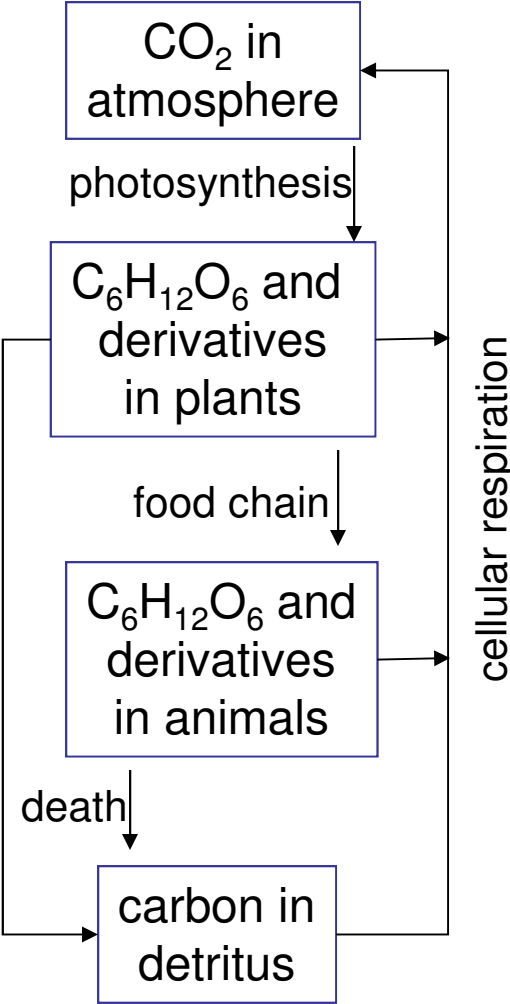 CO₂ in
atmosphere
photosynthesis
C₆H₁₂O₆ and
derivatives
in plants
food chain
C₆H₁₂O₆ and
derivatives
in animals
death
carbon in
detritus
cellular respiration